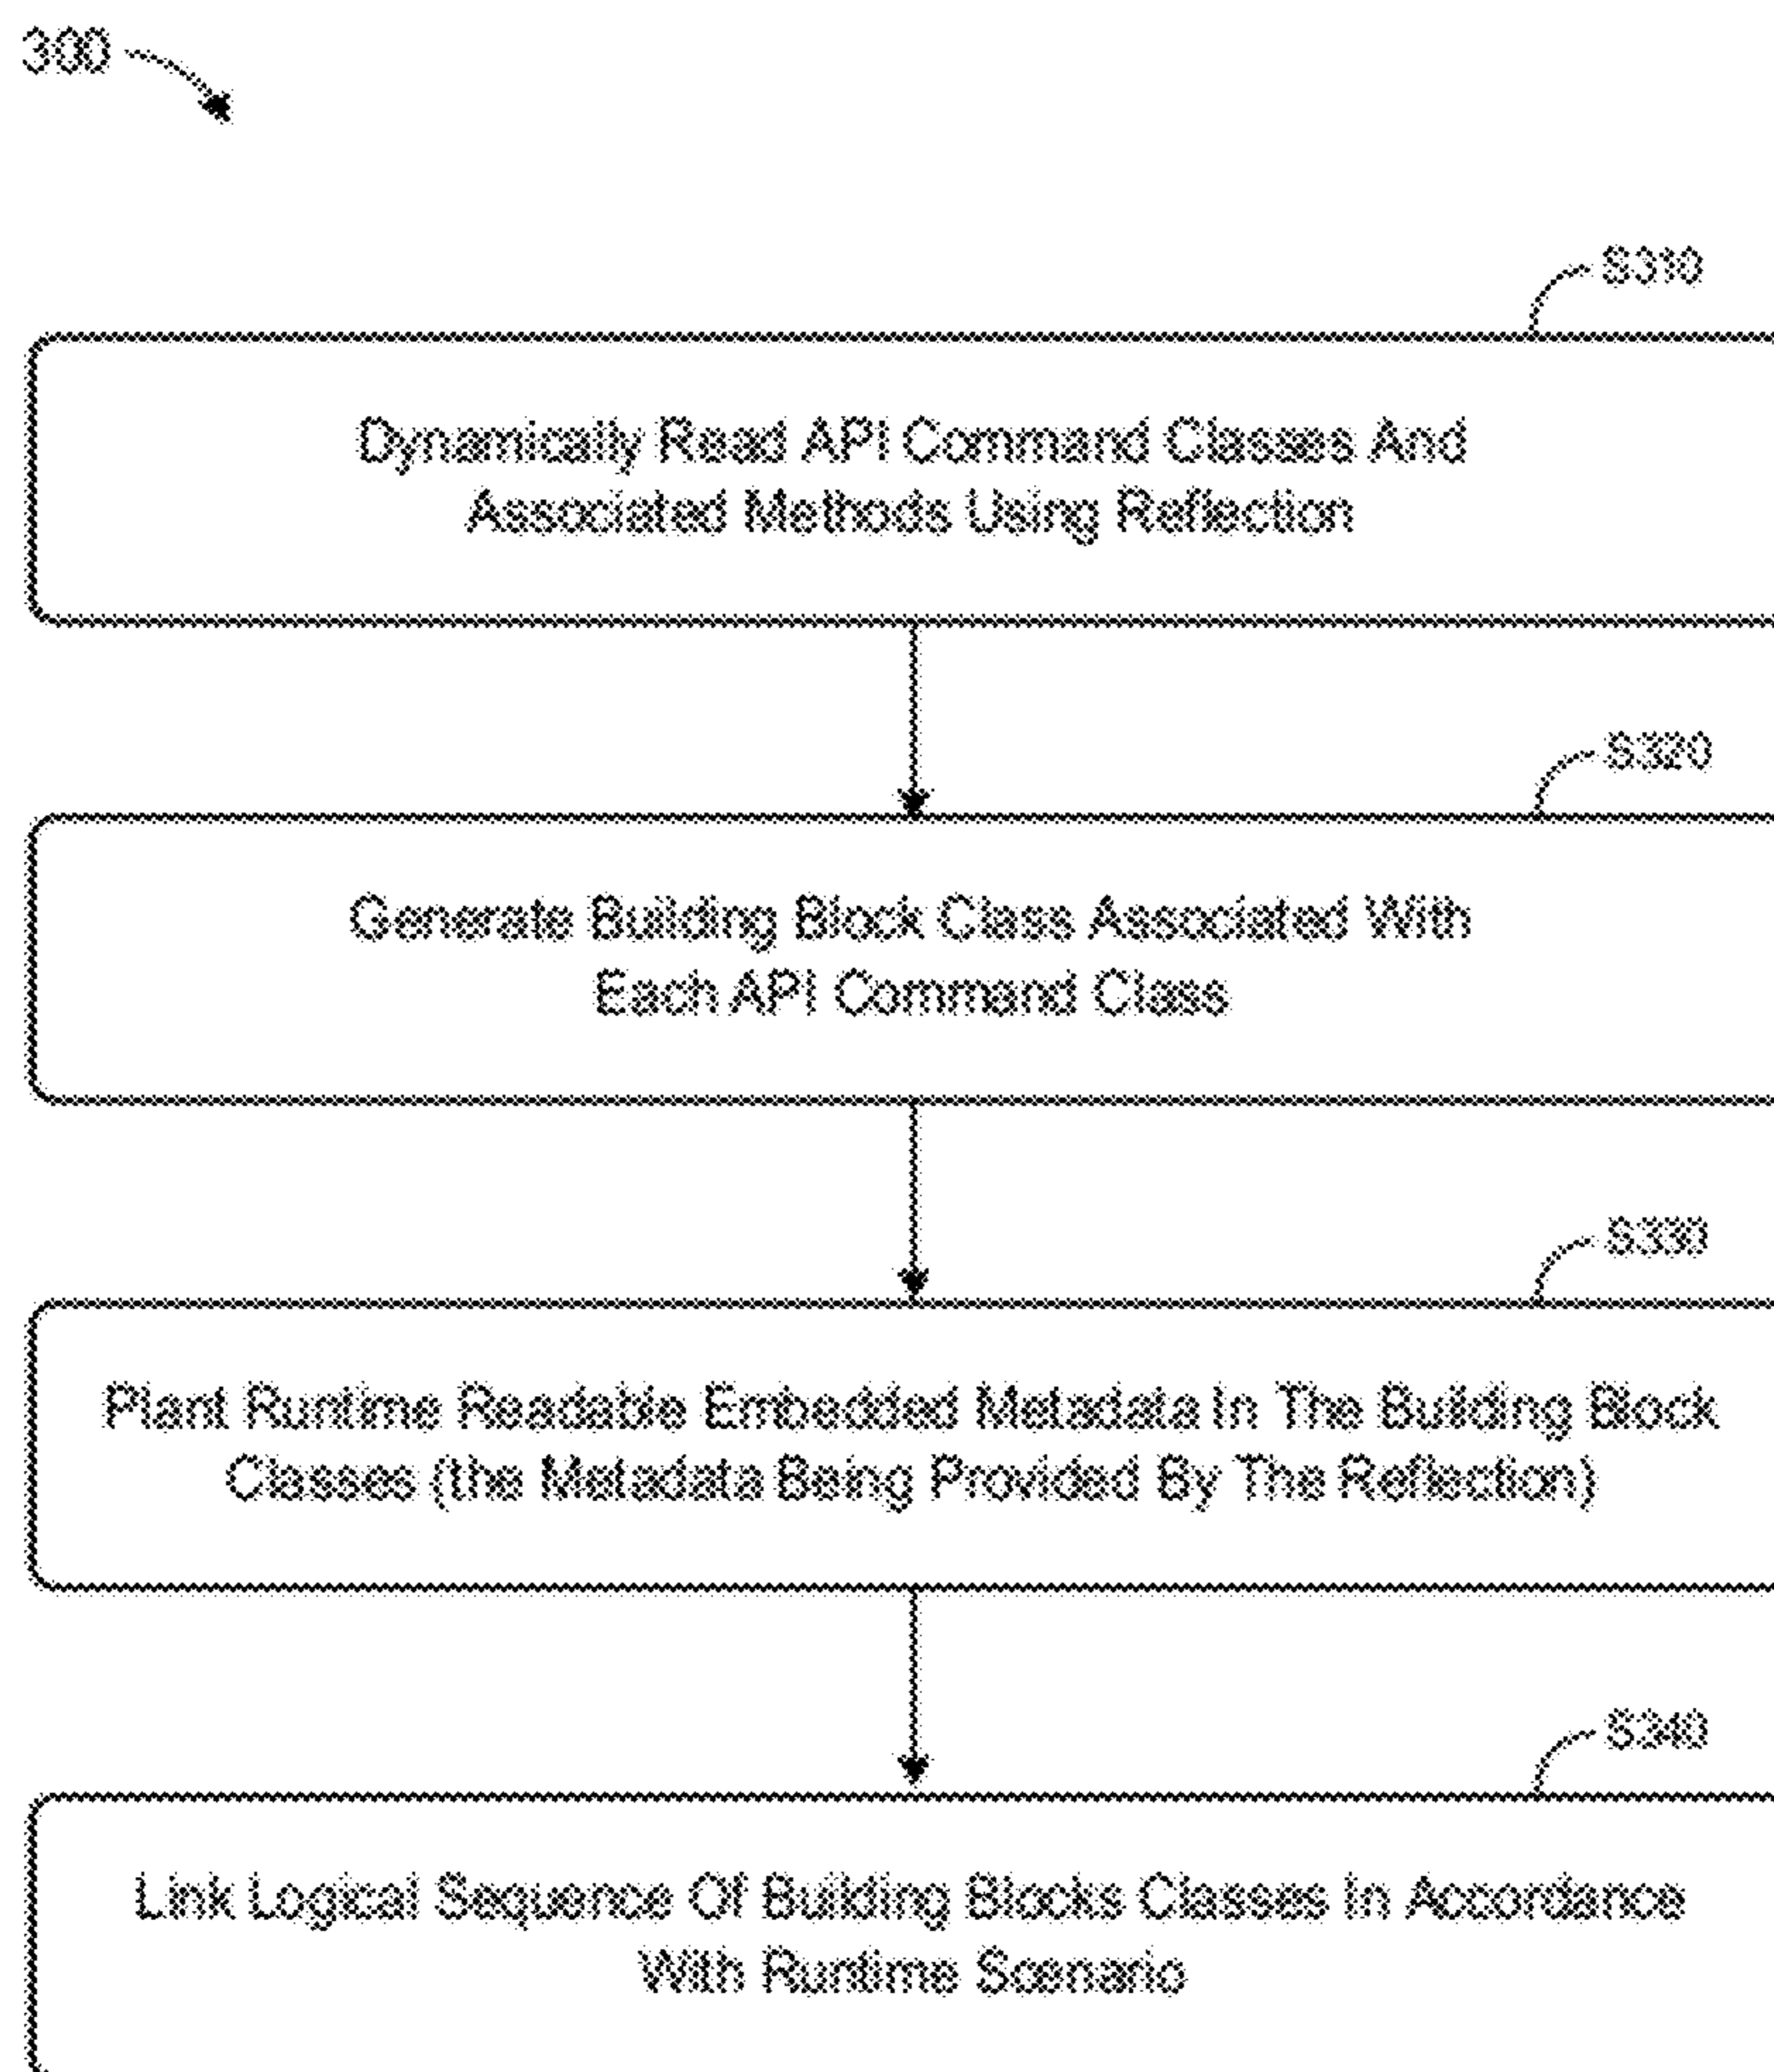 300
S310
Dynamically Read API Command Classes And
Associated Methods Using Reflection
S320
Generate Building Block Class Associated With
Each API Command Class
S330
Plant Runtime Readable Embedded Metadata In The Building Block
Classes (the Metadata Being Provided By The Reflection)
S340
Link Logical Sequence Of Building Blocks Classes In Accordance
With Runtime Scenario